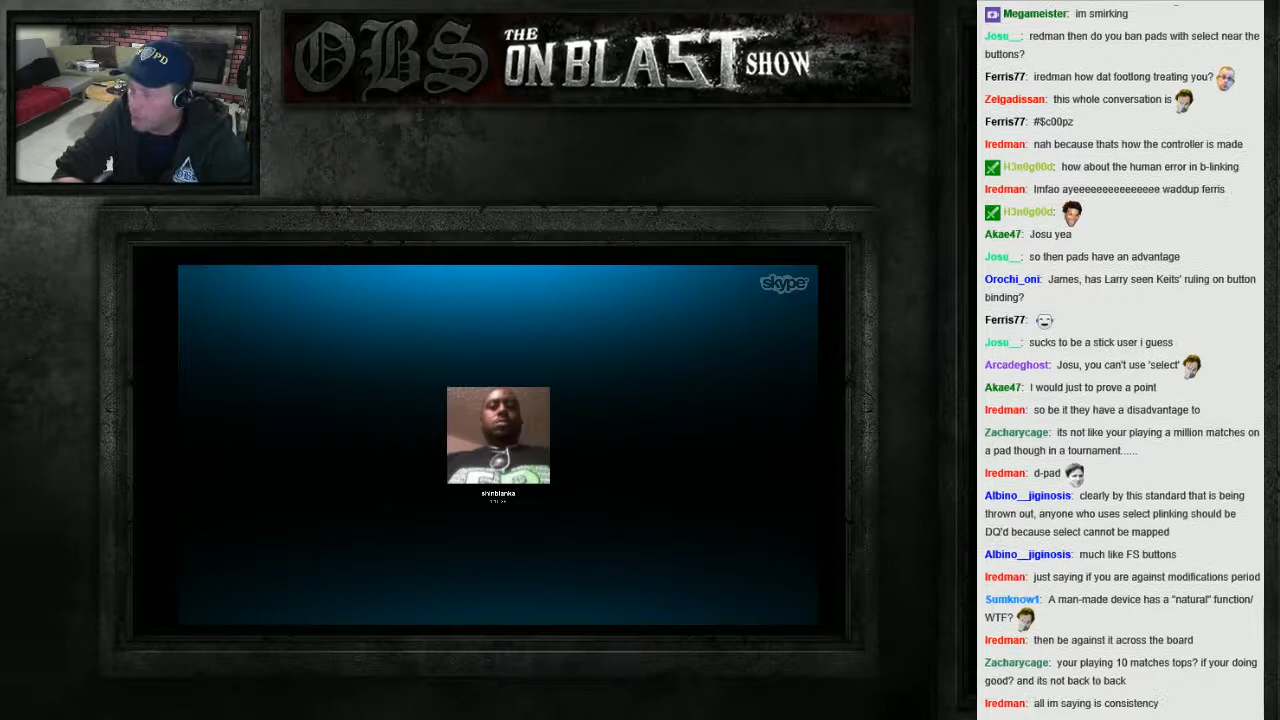 OBS THE ON BLAST SHOW
PD
OBS
skype
shinblanka
Megameister: im smirking
Josu__: redman then do you ban pads with select near the
buttons?
Ferris77: iredman how dat footlong treating you?
Zelgadissan: this whole conversation is
Ferris77: #$c00pz
Iredman: nah because thats how the controller is made
H3n0g00d: how about the human error in b-linking
Iredman: lmfao ayeeeeeeeeeeeeee waddup ferris
H3n0g00d:
Akae47: Josu yea
Josu__: so then pads have an advantage
Orochi_oni: James, has Larry seen Keits' ruling on button
binding?
Ferris77:
Josu__: sucks to be a stick user i guess
Arcadeghost: Josu, you can't use 'select'
Akae47: I would just to prove a point
Iredman: so be it they have a disadvantage to
Zacharycage: its not like your playing a million matches on
a pad though in a tournament......
Iredman: d-pad
Albino__jiginosis: clearly by this standard that is being
thrown out, anyone who uses select plinking should be
DQ'd because select cannot be mapped
Albino__jiginosis: much like FS buttons
Iredman: just saying if you are against modifications period
Sumknow1: A man-made device has a "natural" function/
WTF?
Iredman: then be against it across the board
Zacharycage: your playing 10 matches tops? if your doing
good? and its not back to back
Iredman: all im saying is consistency